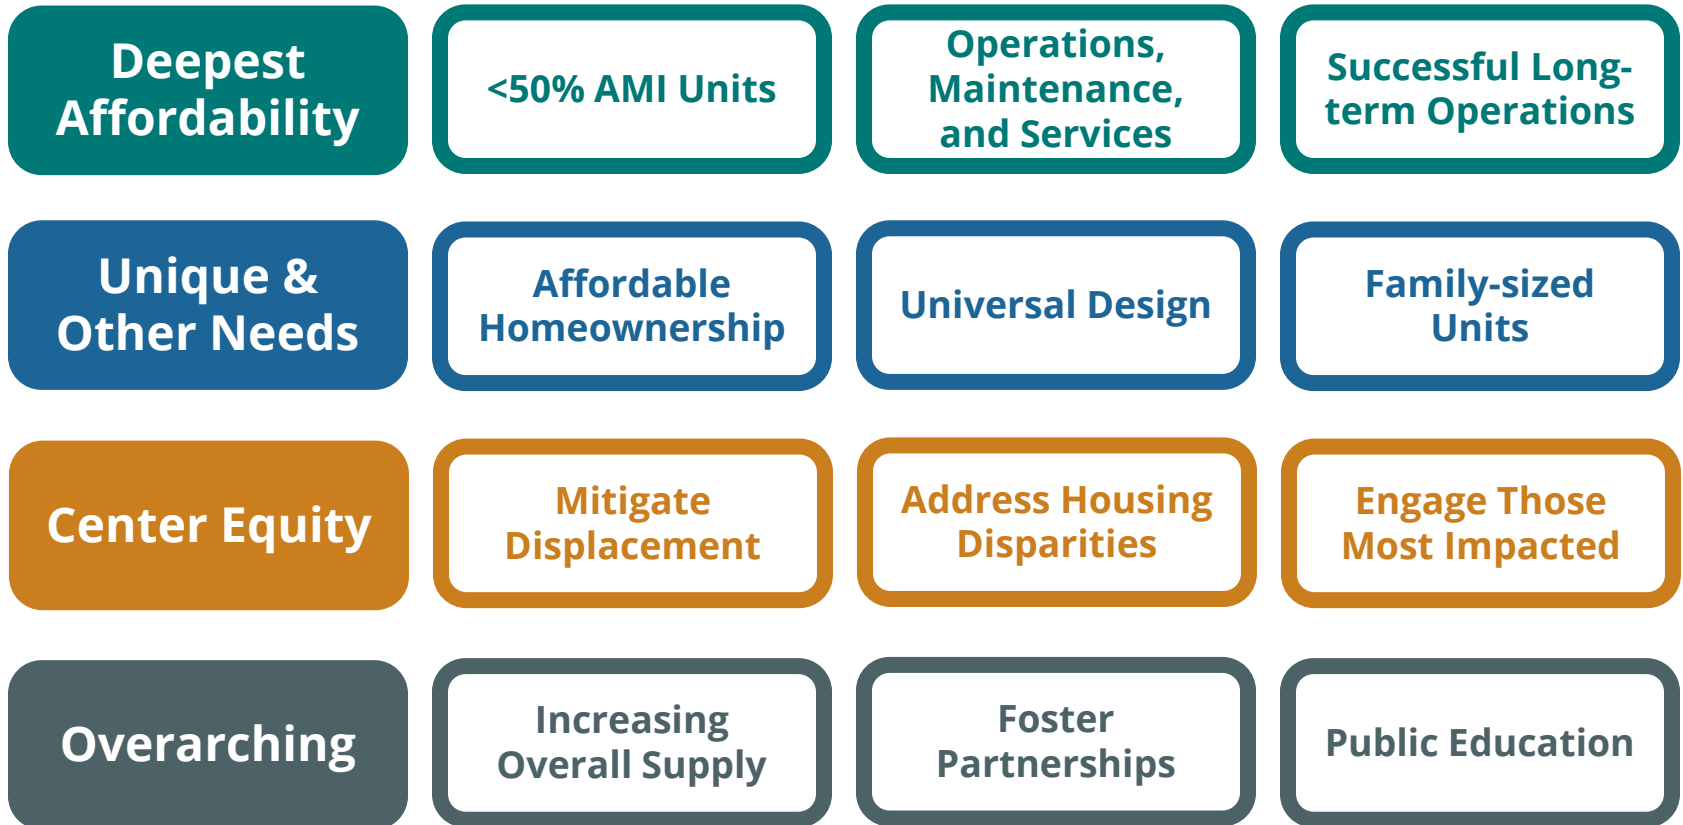 Deepest
Affordability
<50% AMI Units
Operations,
Maintenance,
and Services
Successful Long-
term Operations
Unique &
Other Needs
Affordable
Homeownership
Universal Design
Family-sized
Units
Center Equity
Mitigate
Displacement
Address Housing
Disparities
Engage Those
Most Impacted
Overarching
Increasing
Overall Supply
Foster
Partnerships
Public Education